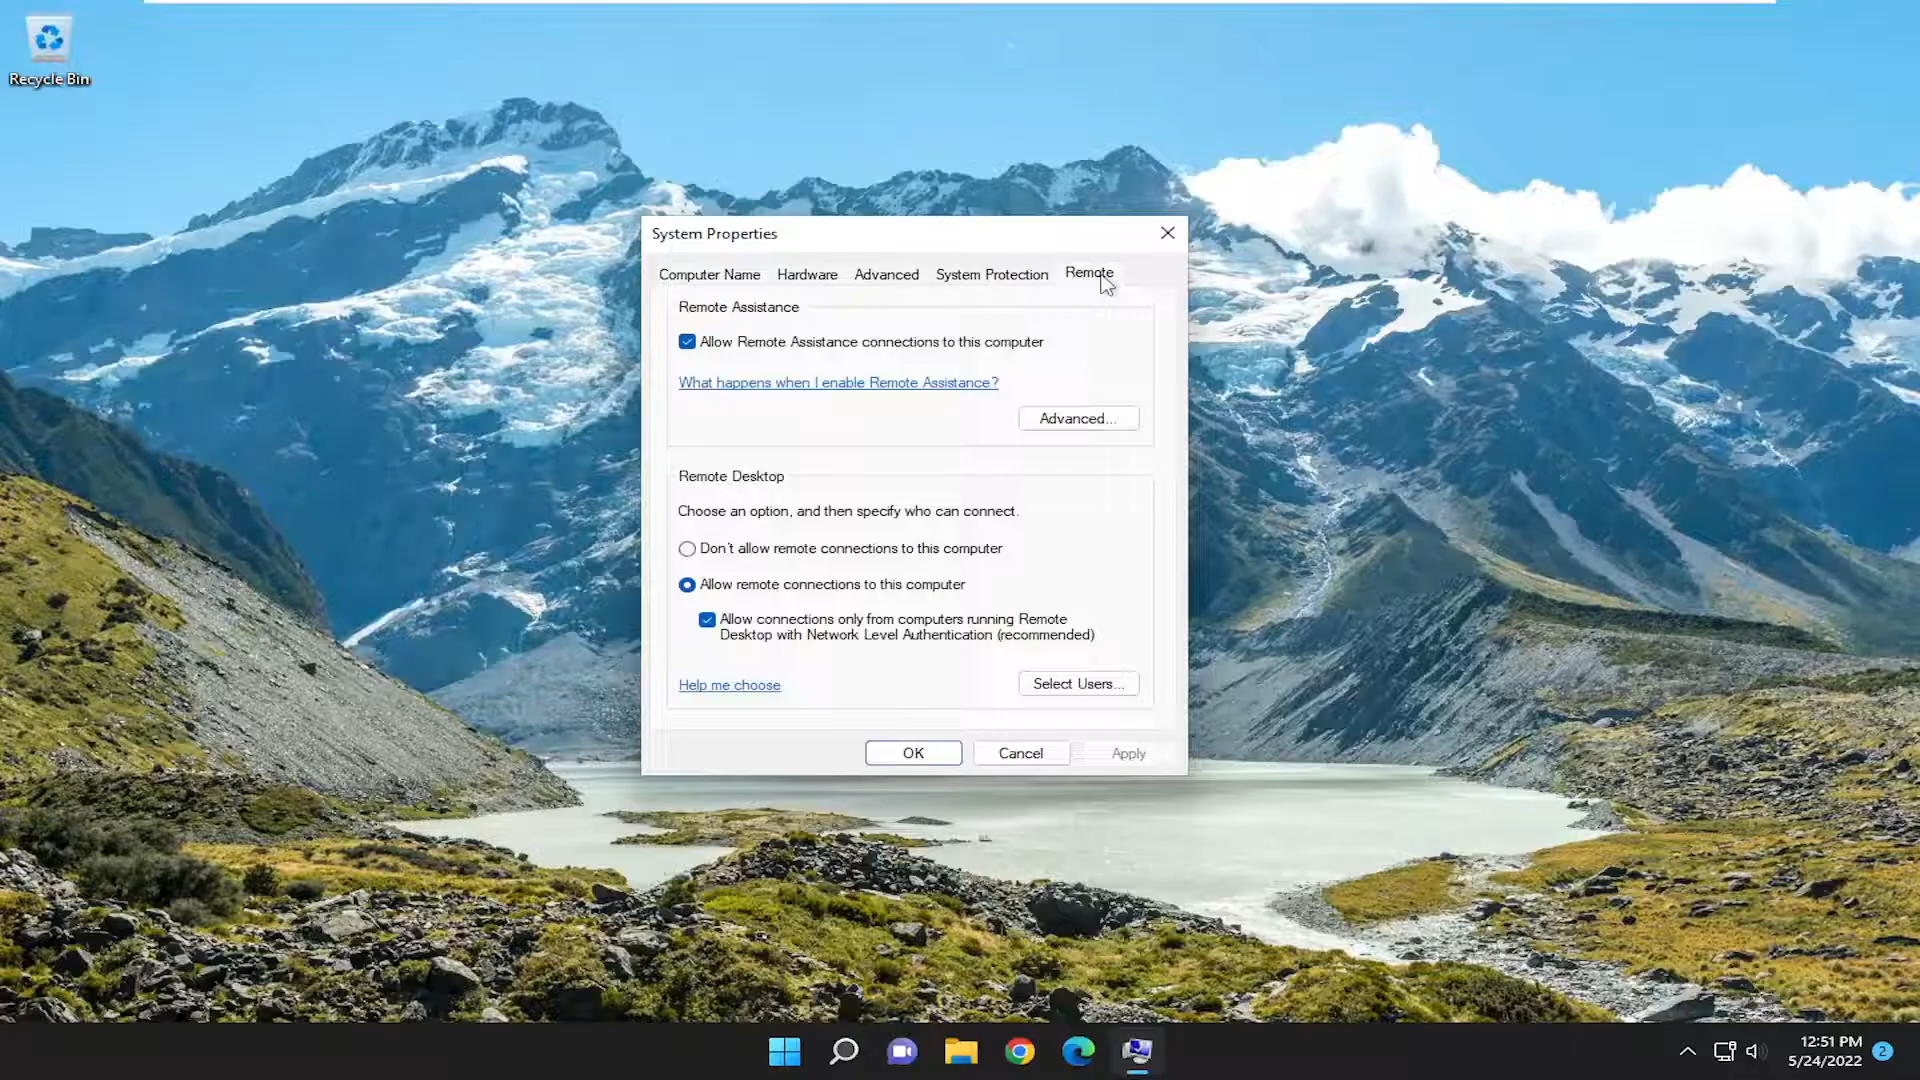 Recycle Bin
System Properties
Computer Name Hardware Advanced System Protection Remote
Remote Assistance
Allow Remote Assistance connections to this computer
What happens when I enable Remote Assistance?
Advanced...
Remote Desktop
Choose an option, and then specify who can connect.
Don't allow remote connections to this computer
Allow remote connections to this computer
Allow connections only from computers running Remote
Desktop with Network Level Authentication (recommended)
Help me choose
Select Users...
OK Cancel Apply
12:51 PM
5/24/2022
2